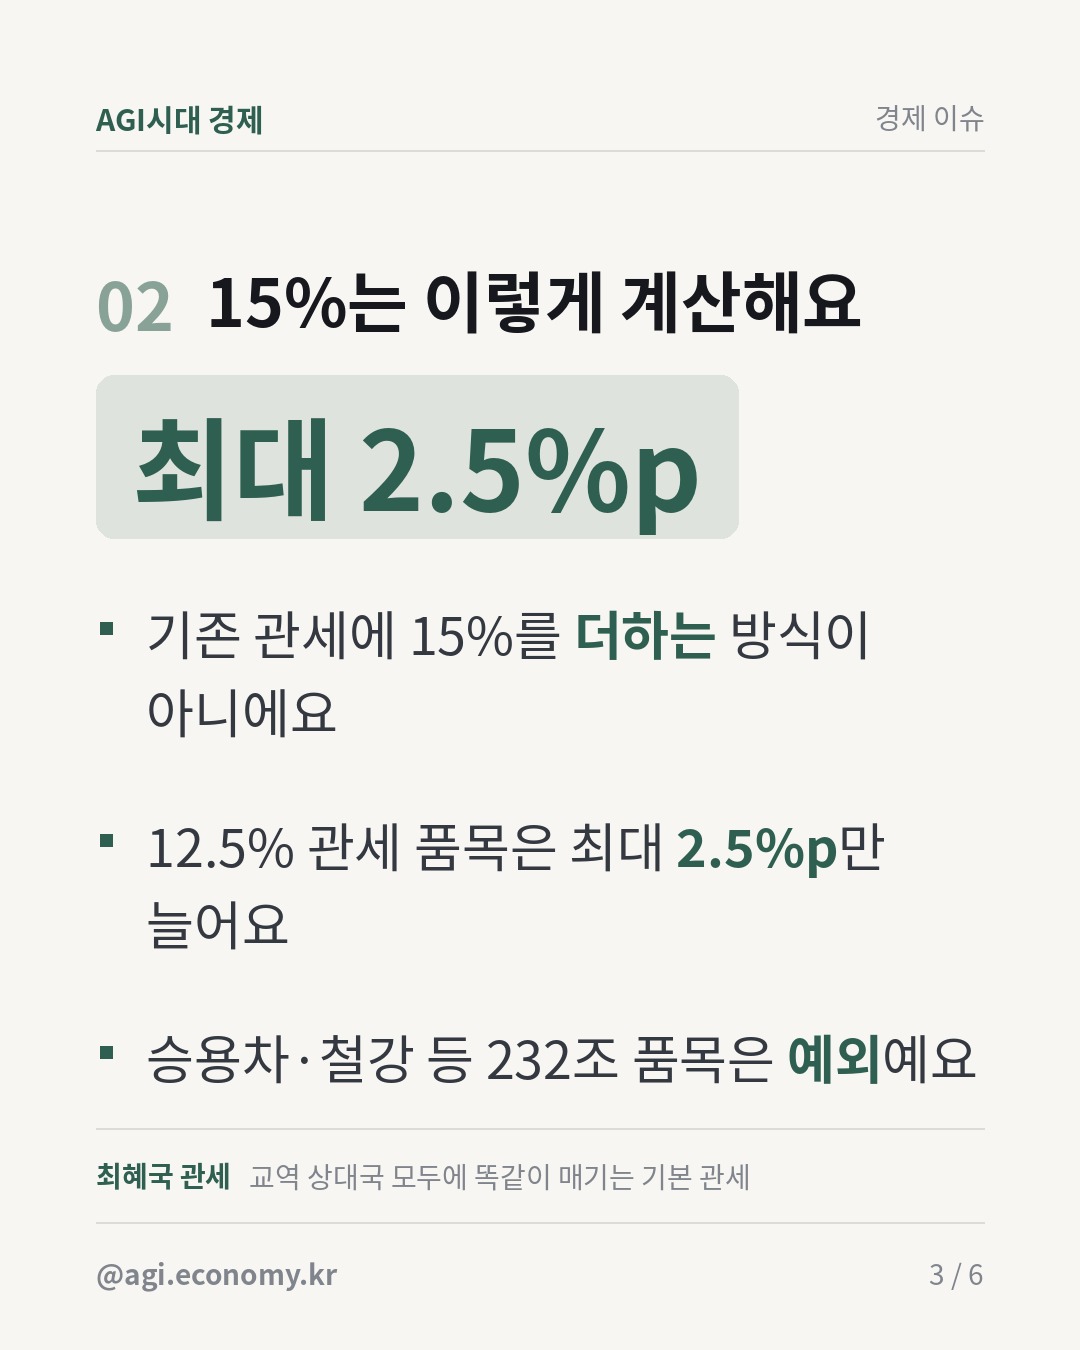 AGI시대 경제
경제 이슈
02 15%는 이렇게 계산해요
최대 2.5%p
▪ 기존 관세에 15%를 더하는 방식이
아니에요
▪ 12.5% 관세 품목은 최대 2.5%p만
늘어요
▪ 승용차·철강 등 232조 품목은 예외예요
최혜국 관세 교역 상대국 모두에 똑같이 매기는 기본 관세
@agi.economy.kr
3 / 6